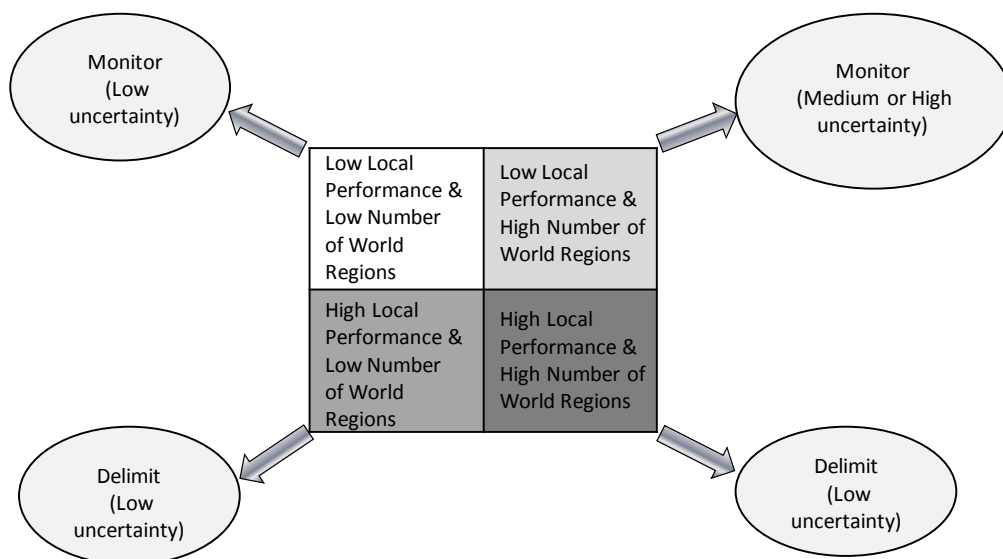 Monitor
(Low
uncertainty)
Monitor
(Medium or High
uncertainty)
Low Local
Performance &
Low Number
of World
Regions
Low Local
Performance &
High Number of
World Regions
High Local
Performance &
Low Number
of World
Regions
High Local
Performance &
High Number of
World Regions
Delimit
(Low
uncertainty)
Delimit
(Low
uncertainty)